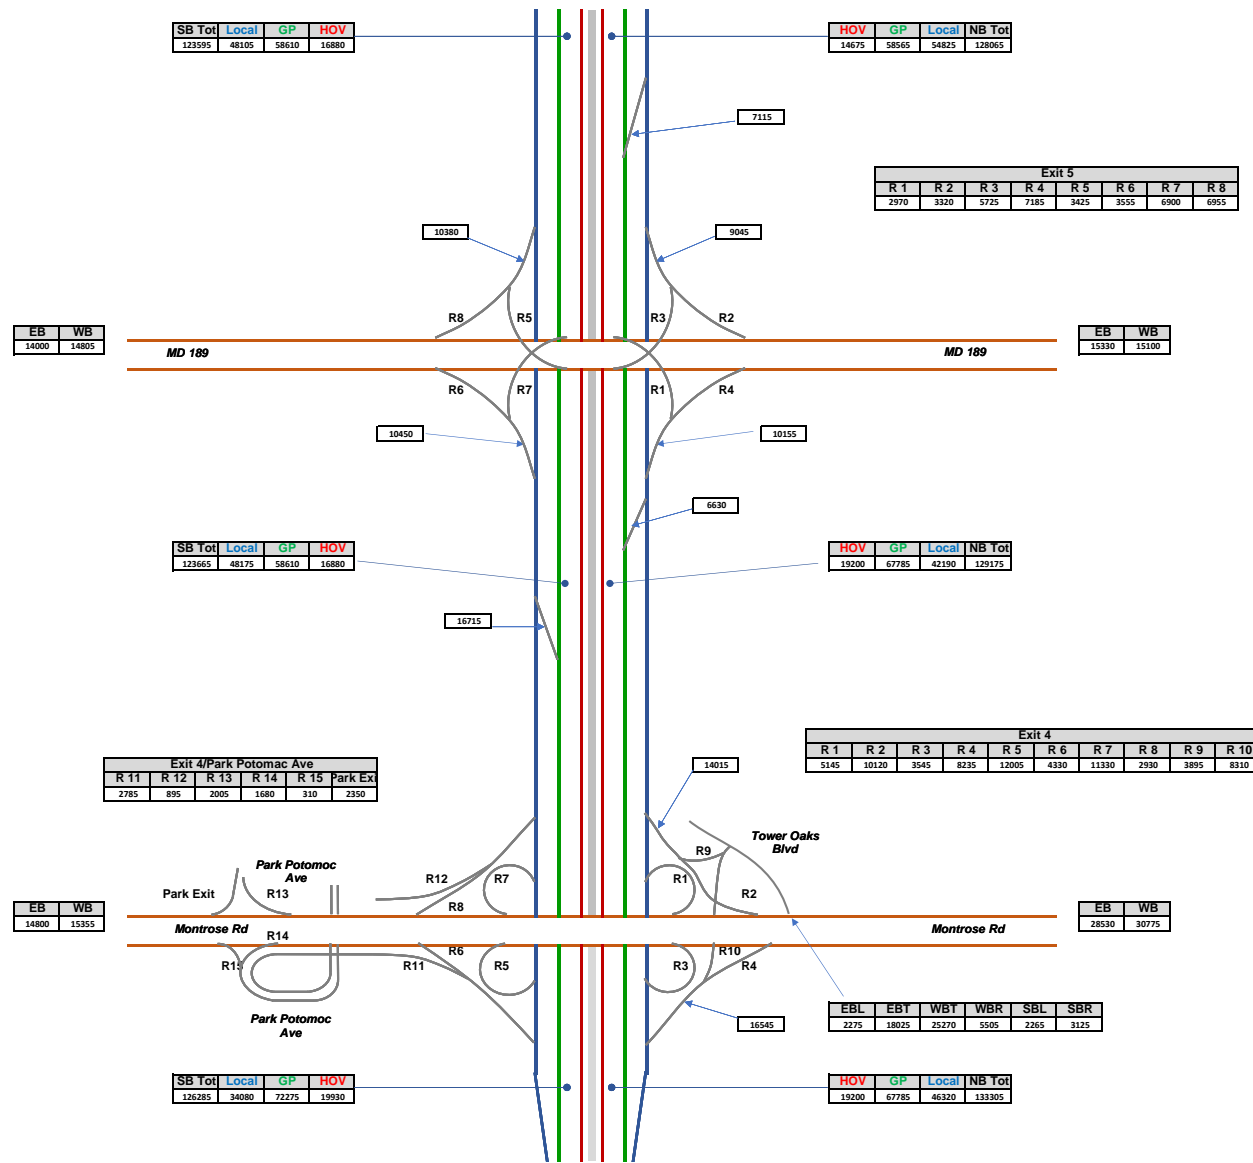 SB Tot Local GP HOV
123595 48105 58610 16880
HOV GP Local NB Tot
14675 58565 54825 128065
7115
Exit 5
R 1 R 2 R 3 R 4 R 5 R 6 R 7 R 8
2970 3320 5725 7185 3425 3555 6900 6955
10380
9045
R8 R5 R3 R2
EB WB
14000 14805
EB WB
15330 15100
MD 189
MD 189
R6 R7 R1 R4
10450
10155
6630
SB Tot Local GP HOV
123665 48175 58610 16880
HOV GP Local NB Tot
19200 67785 42190 129175
16715
Exit 4
R 1 R 2 R 3 R 4 R 5 R 6 R 7 R 8 R 9 R 10
5145 10120 3545 8235 12005 4330 11330 2930 3895 8310
Exit 4/Park Potomac Ave
R 11 R 12 R 13 R 14 R 15 Park Exi
2785 895 2005 1680 310 2350
14015
Tower Oaks
Blvd
R9
Park Potomoc
Ave
R12 R7 R1
Park Exit R13 R2
R8
EB WB
14800 15355
EB WB
28530 30775
Montrose Rd
Montrose Rd
R14
R6 R10
R15 R11 R5 R3 R4
Park Potomoc
Ave
16545
EBL EBT WBT WBR SBL SBR
2275 18025 25270 5505 2265 3125
SB Tot Local GP HOV
126285 34080 72275 19930
HOV GP Local NB Tot
19200 67785 46320 133305